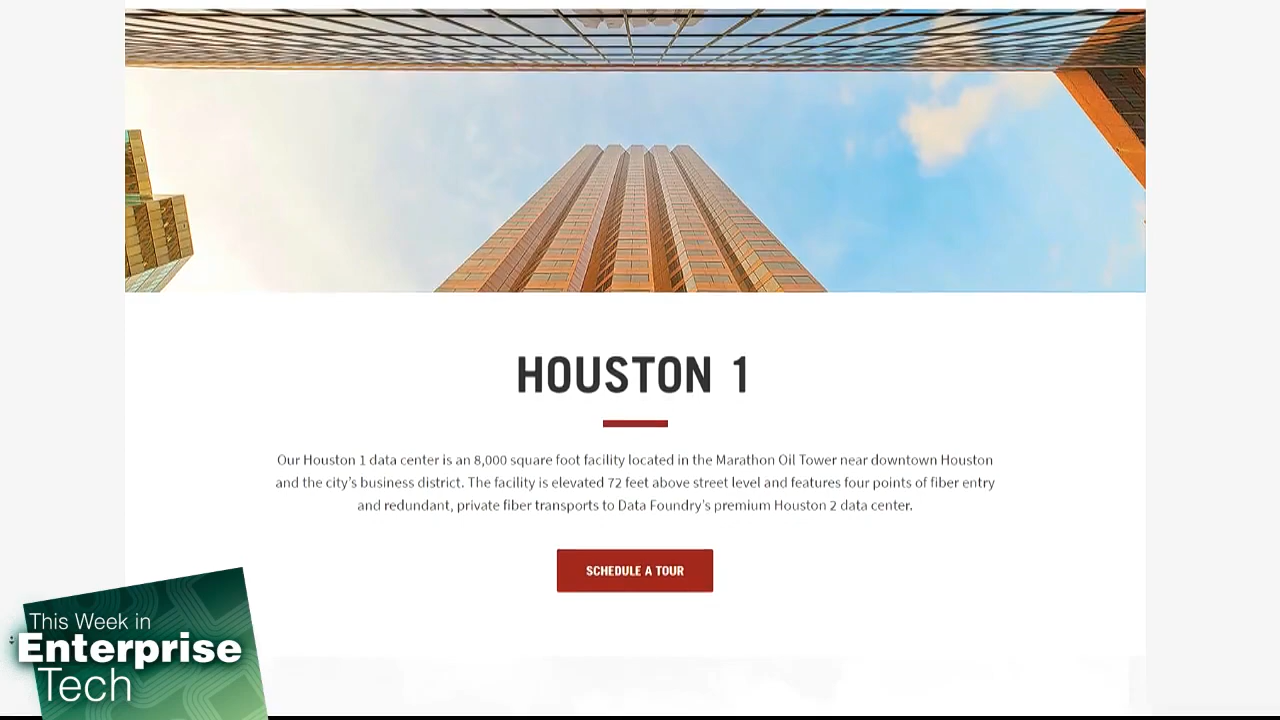 HOUSTON 1
Our Houston 1 data center is an 8,000 square foot facility located in the Marathon Oil Tower near downtown Houston
and the city's business district. The facility is elevated 72 feet above street level and features four points of fiber entry
and redundant, private fiber transports to Data Foundry's premium Houston 2 data center.
SCHEDULE A TOUR
This Week in
Enterprise
Tech